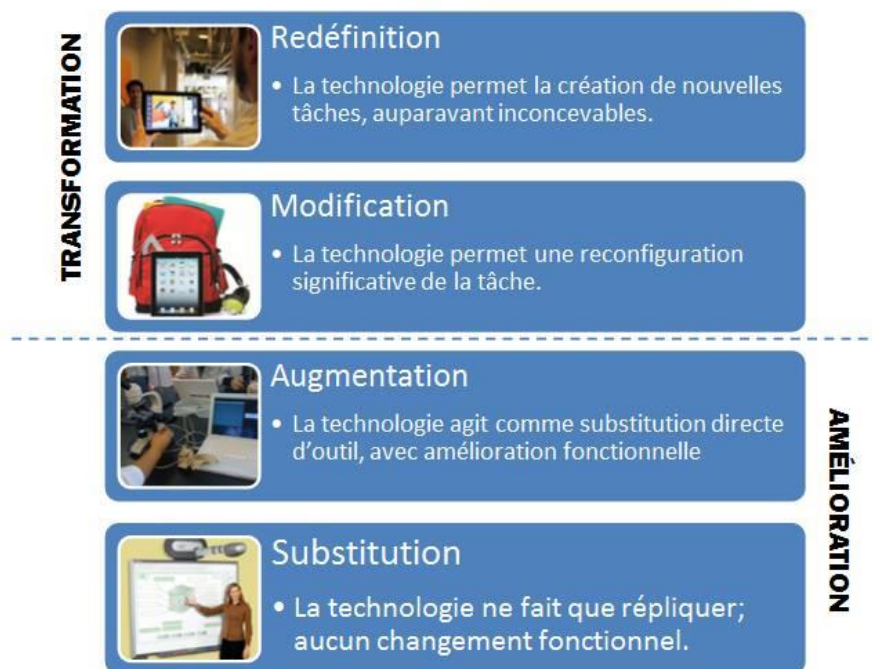 TRANSFORMATION
Redéfinition
• La technologie permet la création de nouvelles
tâches, auparavant inconcevables.
Modification
• La technologie permet une reconfiguration
significative de la tâche.
Augmentation
• La technologie agit comme substitution directe
d'outil, avec amélioration fonctionnelle
AMÉLIORATION
Substitution
• La technologie ne fait que répliquer;
aucun changement fonctionnel.